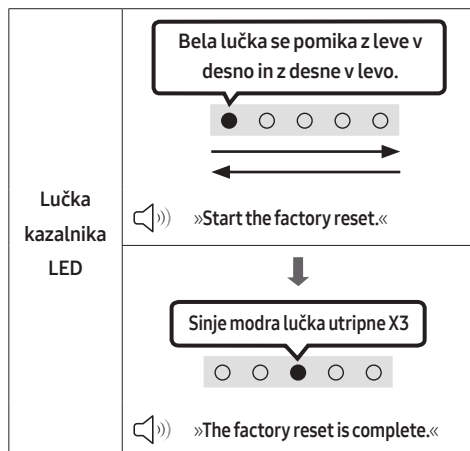 Bela lučka se pomika z leve v
desno in z desne v levo.
»Start the factory reset.«
Lučka
kazalnika
LED
Sinje modra lučka utripne X3
»The factory reset is complete.«